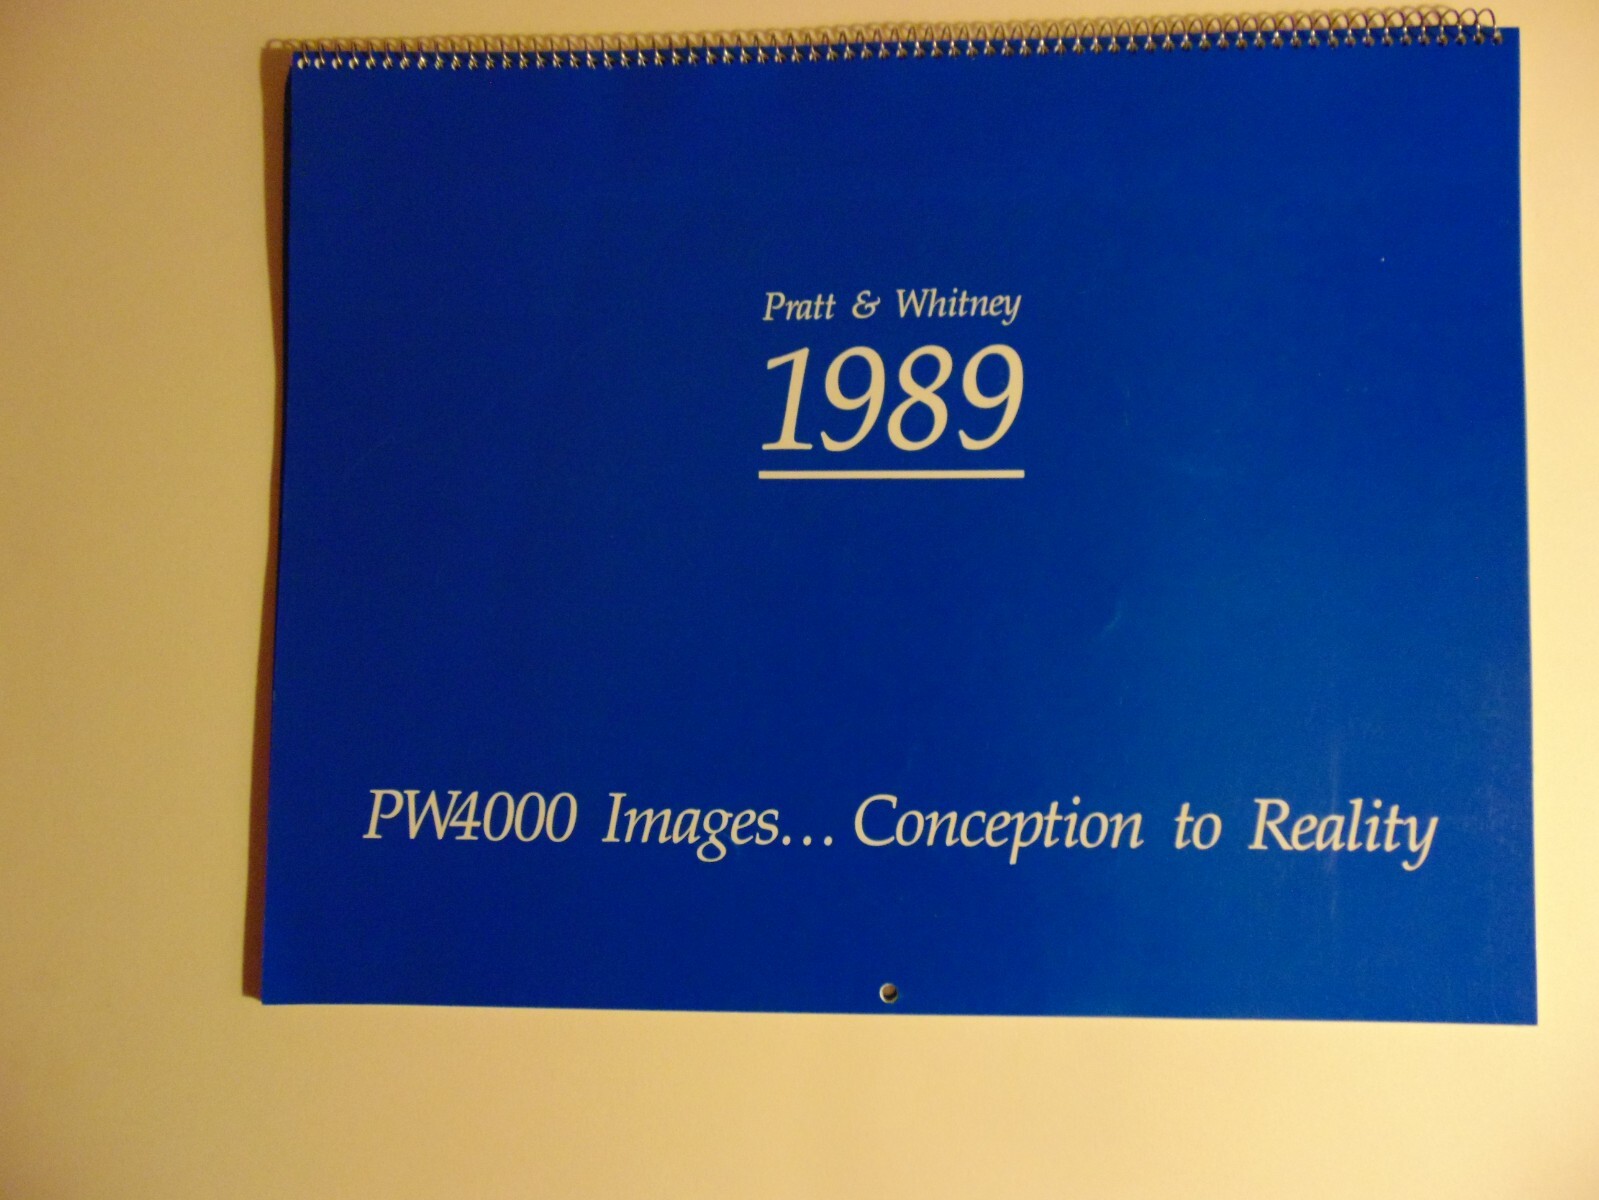 Pratt & Whitney
1989
PW4000 Images... Conception to Reality